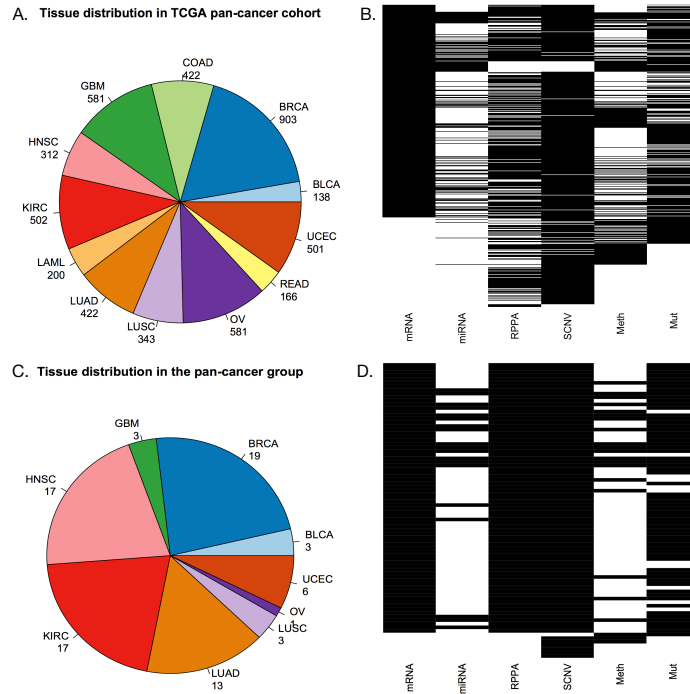 A. Tissue distribution in TCGA pan-cancer cohort
COAD
422
GBM
581
BRCA
903
HNSC
312
BLCA
138
KIRC
502
UCEC
501
LAML
200
READ
166
LUAD
422
LUSC
343
OV
581
B.
mRNA
miRNA
RPPA
SCNV
Meth
Mut
C. Tissue distribution in the pan-cancer group
GBM
3
BRCA
19
HNSC
17
BLCA
3
UCEC
6
OV
1
LUSC
3
KIRC
17
LUAD
13
D.
mRNA
miRNA
RPPA
SCNV
Meth
Mut